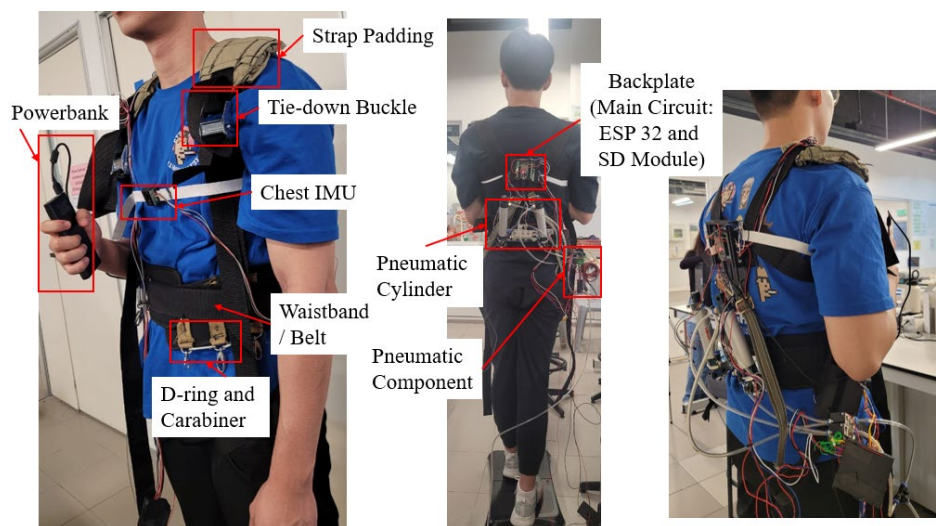 Strap Padding
Powerbank
Tie-down Buckle
Chest IMU
Waistband
/ Belt
D-ring and
Carabiner
Backplate
(Main Circuit:
ESP 32 and
SD Module)
Pneumatic
Cylinder
Pneumatic
Component